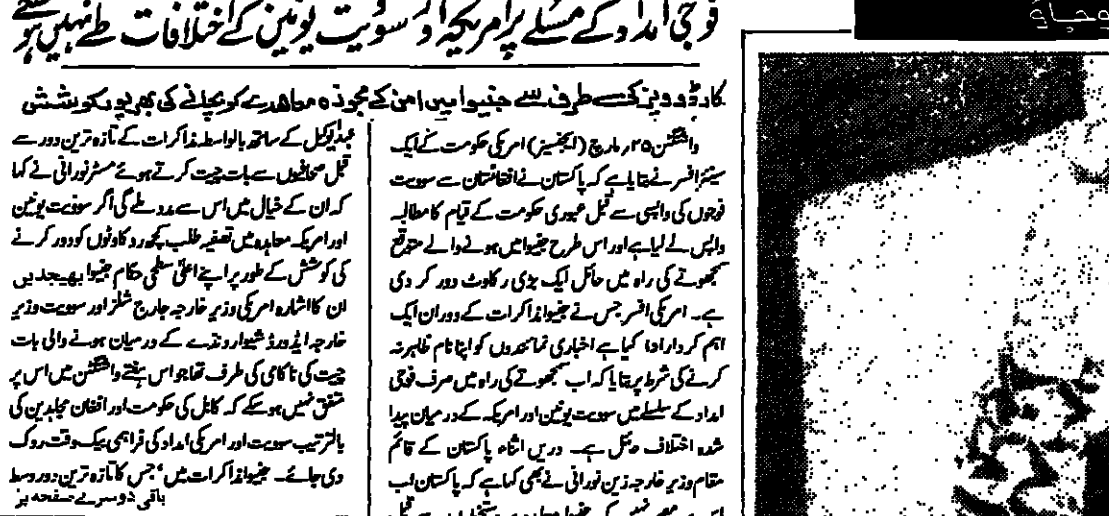 فوجی امداد کے مسئلے پر امریکہ اور سوویت یونین کے اختلافات طے نہیں ہو سکے
کارڈوویز کی طرف سے جنیوا میں امن کے مجوزہ معاہدے کو بچانے کی بھرپور کوشش
واشنگٹن ۲۵ر مارچ (ایجنسیز) امریکی حکومت کے ایک
سینئر افسر نے بتایا ہے کہ پاکستان نے افغانستان سے سوویت
فوجوں کی واپسی سے قبل عبوری حکومت کے قیام کا مطالبہ
واپس لے لیا ہے اور اس طرح جنیوا میں ہونے والے متوقع
سمجھوتے کی راہ میں حائل ایک بڑی رکاوٹ دور کر دی
ہے۔ امریکی افسر جس نے جنیوا مذاکرات کے دوران ایک
اہم کردار ادا کیا ہے اخباری نمائندوں کو اپنا نام ظاہر نہ
کرنے کی شرط پر بتایا کہ اب سمجھوتے کی راہ میں صرف فوجی
امداد کے سلسلے میں سوویت یونین اور امریکہ کے درمیان پیدا
شدہ اختلاف حائل ہے۔ دریں اثناء پاکستان کے قائم
مقام وزیر خارجہ زین نورانی نے بھی کہا ہے کہ پاکستان اب
عبدالوکیل کے ساتھ بالواسطہ مذاکرات کے تازہ ترین دور سے
قبل صحافیوں سے بات چیت کرتے ہوئے مسٹر نورانی نے کہا
کہ ان کے خیال میں اس سے مدد ملے گی اگر سوویت یونین
اور امریکہ معاہدہ میں تصفیہ طلب کچھ رکاوٹوں کو دور کرنے
کی کوشش کے طور پر اپنے اعلیٰ سطحی حکام جنیوا بھیجدیں
ان کا اشارہ امریکی وزیر خارجہ جارج شلز اور سوویت وزیر
خارجہ ایڈورڈ شیوارڈندزے کے درمیان ہونے والی بات
چیت کی ناکامی کی طرف تھا جو اس ہفتے واشنگٹن میں اس پر
متفق نہیں ہو سکے کہ کابل کی حکومت اور افغان مجاہدین کی
بالترتیب سوویت اور امریکی امداد کی فراہمی بیک وقت روک
دی جائے۔ جنیوا مذاکرات میں، جس کا تازہ ترین دور وسط
باقی دوسرے صفحہ پر